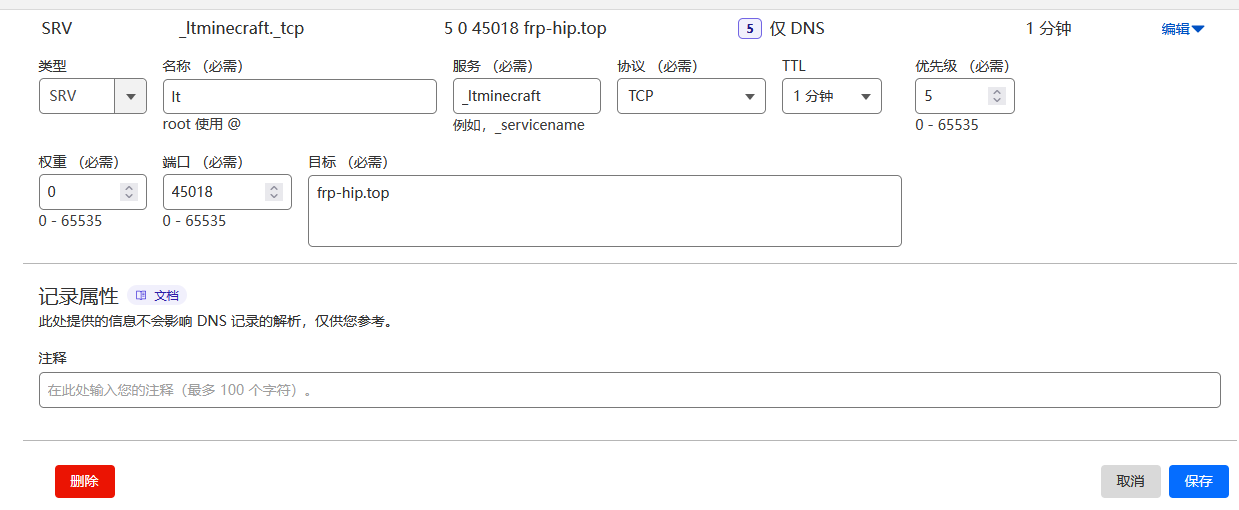 SRV _ltminecraft._tcp 5 0 45018 frp-hip.top 5 仅 DNS 1 分钟 编辑
类型 名称 （必需） 服务 （必需） 协议 （必需） TTL 优先级 （必需）
SRV lt _ltminecraft TCP 1 分钟 5
root 使用 @ 例如，_servicename 0 - 65535
权重 （必需） 端口 （必需） 目标 （必需）
0 45018 frp-hip.top
0 - 65535 0 - 65535
记录属性 文档
此处提供的信息不会影响 DNS 记录的解析，仅供您参考。
注释
在此处输入您的注释（最多 100 个字符）。
删除 取消 保存